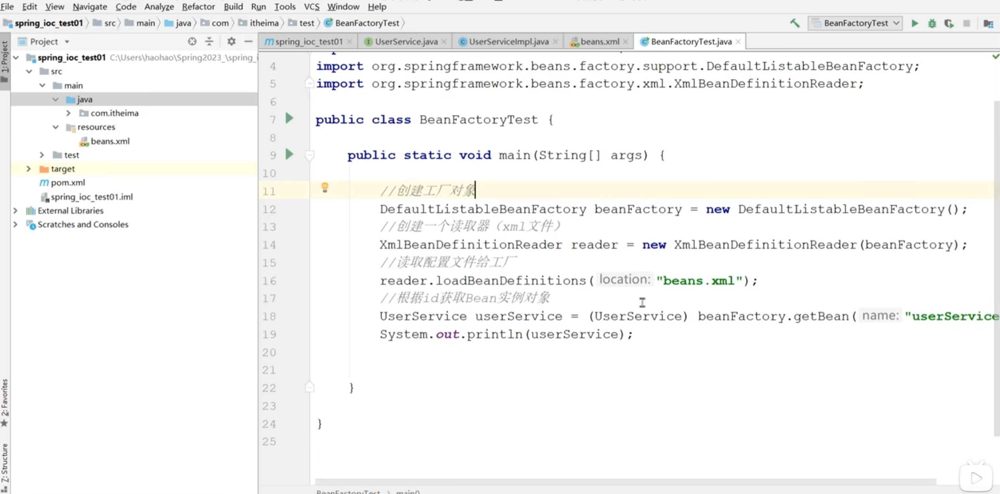 File Edit View Navigate Code Analyze Refactor Build Run Tools VCS Window Help
spring_ioc_test01 src main java com itheima test BeanFactoryTest
BeanFactoryTest
1: Project
Project
spring_ioc_test01 × UserService.java × UserServiceImpl.java × beans.xml × BeanFactoryTest.java ×
spring_ioc_test01 C:\Users\haohao\Spring2023_\spring_i
src
main
java
com.itheima
resources
beans.xml
test
target
pom.xml
spring_ioc_test01.iml
External Libraries
Scratches and Consoles
2: Favorites
Z: Structure
4 import org.springframework.beans.factory.support.DefaultListableBeanFactory;
5 import org.springframework.beans.factory.xml.XmlBeanDefinitionReader;
6
7 public class BeanFactoryTest {
8
9 public static void main(String[] args) {
10
11 //创建工厂对象
12 DefaultListableBeanFactory beanFactory = new DefaultListableBeanFactory();
13 //创建一个读取器（xml文件）
14 XmlBeanDefinitionReader reader = new XmlBeanDefinitionReader(beanFactory);
15 //读取配置文件给工厂
16 reader.loadBeanDefinitions( location: "beans.xml");
17 //根据id获取Bean实例对象
18 UserService userService = (UserService) beanFactory.getBean( name: "userService
19 System.out.println(userService);
20
21
22 }
23
24 }
25
BeanFactoryTest main()